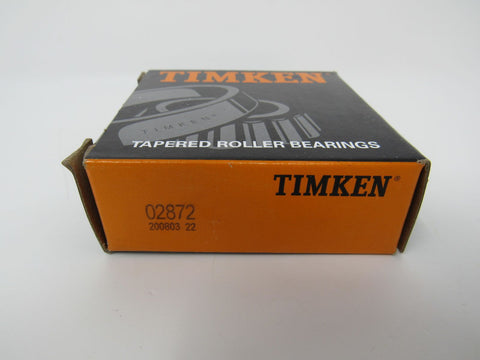 TIMKEN
TIMKEN®
TAPERED ROLLER BEARINGS
TIMKEN®
02872
200803 22